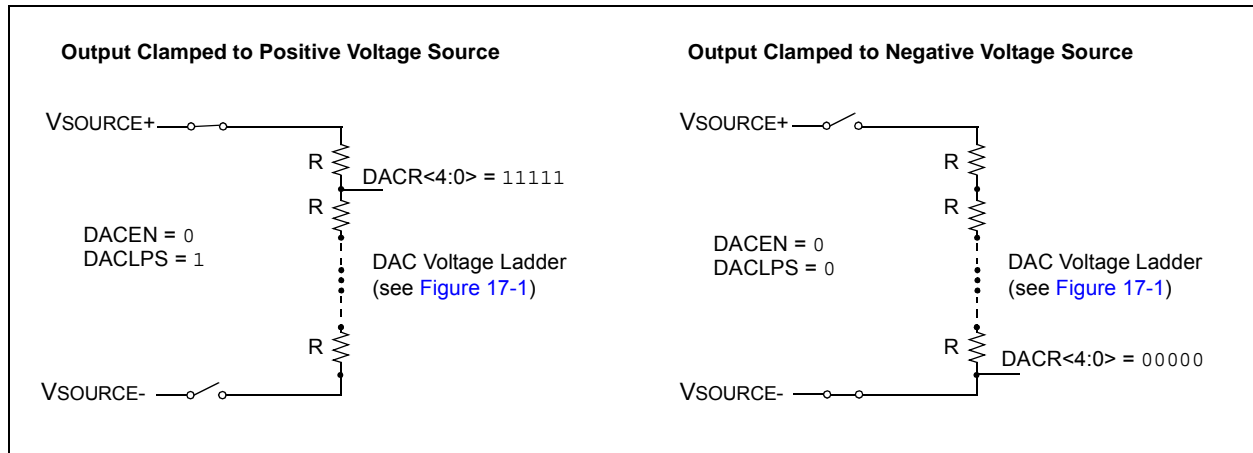 Output Clamped to Positive Voltage Source
VSOURCE+
R
DACR<4:0> = 11111
R
DACEN = 0
DACLPS = 1
DAC Voltage Ladder
(see Figure 17-1)
R
VSOURCE-
Output Clamped to Negative Voltage Source
VSOURCE+
R
R
DACEN = 0
DACLPS = 0
DAC Voltage Ladder
(see Figure 17-1)
R
DACR<4:0> = 00000
VSOURCE-